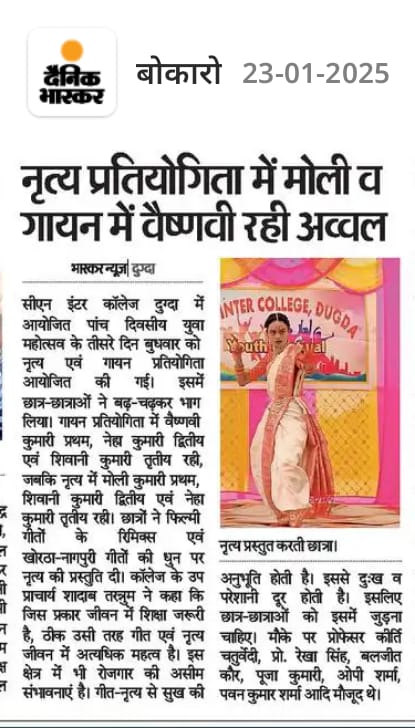 दैनिक
भास्कर
बोकारो 23-01-2025
नृत्य प्रतियोगिता में मोली व
गायन में वैष्णवी रही अव्वल
भास्कर न्यूज़ | दुग्दा
सीएन इंटर कॉलेज दुग्दा में
आयोजित पांच दिवसीय युवा
महोत्सव के तीसरे दिन बुधवार को
नृत्य एवं गायन प्रतियोगिता
आयोजित की गई। इसमें
छात्र-छात्राओं ने बढ़-चढ़कर भाग
लिया। गायन प्रतियोगिता में वैष्णवी
कुमारी प्रथम, नेहा कुमारी द्वितीय
एवं शिवानी कुमारी तृतीय रही,
जबकि नृत्य में मोली कुमारी प्रथम,
शिवानी कुमारी द्वितीय एवं नेहा
कुमारी तृतीय रही। छात्रों ने फिल्मी
गीतों के रिमिक्स एवं
खोरठा-नागपुरी गीतों की धुन पर
नृत्य की प्रस्तुति दी। कॉलेज के उप
प्राचार्य शादाब तरन्नुम ने कहा कि
जिस प्रकार जीवन में शिक्षा जरूरी
है, ठीक उसी तरह गीत एवं नृत्य
जीवन में अत्यधिक महत्व है। इस
क्षेत्र में भी रोजगार की असीम
संभावनाएं है। गीत-नृत्य से सुख की
INTER COLLEGE, DUGDA
Youth
नृत्य प्रस्तुत करती छात्रा।
अनुभूति होती है। इससे दुःख व
परेशानी दूर होती है। इसलिए
छात्र-छात्राओं को इसमें जुड़ना
चाहिए। मौके पर प्रोफेसर कीर्ति
चतुर्वेदी, प्रो. रेखा सिंह, बलजीत
कौर, पूजा कुमारी, ओपी शर्मा,
पवन कुमार शर्मा आदि मौजूद थे।